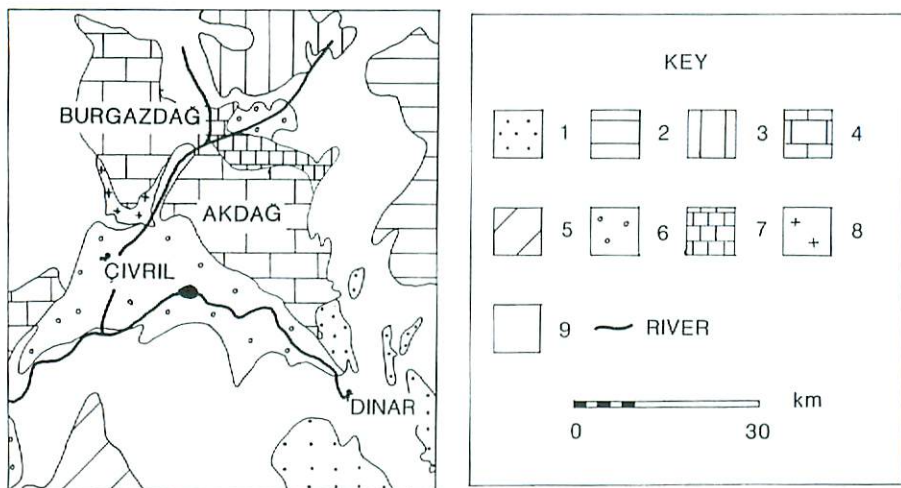 BURGAZDAĞ
AKDAĞ
ÇIVRIL
DINAR
KEY
1 2 3 4
5 6 7 8
9 RIVER
km
0 30